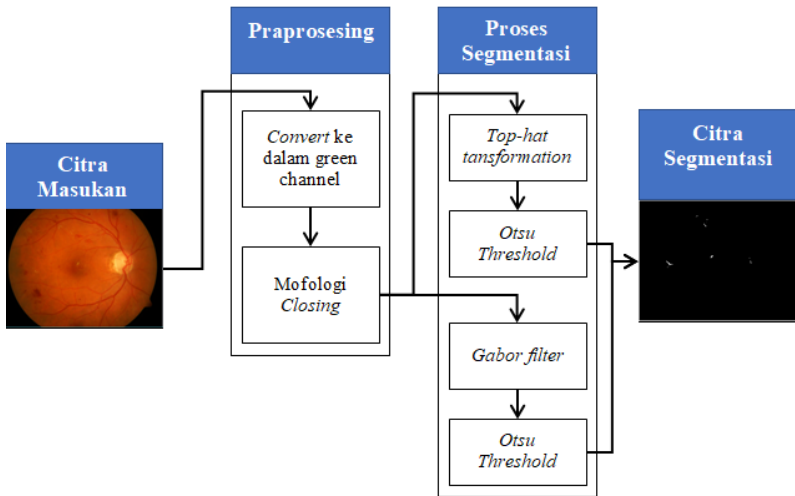 Citra
Masukan
Praprosesing
Convert ke
dalam green
channel
Mofologi
Closing
Proses
Segmentasi
Top-hat
tansformation
Otsu
Threshold
Gabor filter
Otsu
Threshold
Citra
Segmentasi